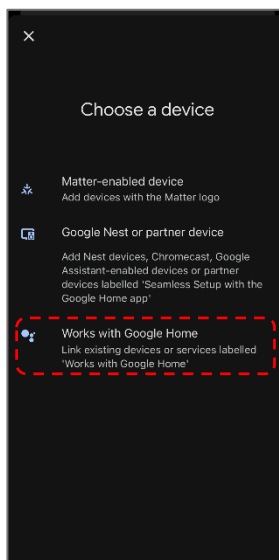 Choose a device
Matter-enabled device
Add devices with the Matter logo
Google Nest or partner device
Add Nest devices, Chromecast, Google
Assistant-enabled devices or partner
devices labelled 'Seamless Setup with the
Google Home app'
Works with Google Home
Link existing devices or services labelled
'Works with Google Home'